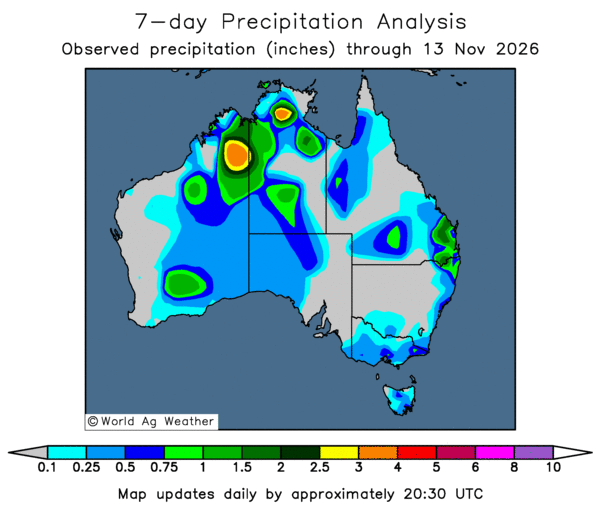 7-day Precipitation Analysis
Observed precipitation (inches) through 13 Nov 2026
© World Ag Weather
0.1 0.25 0.5 0.75 1 1.5 2 2.5 3 4 5 6 8 10
Map updates daily by approximately 20:30 UTC